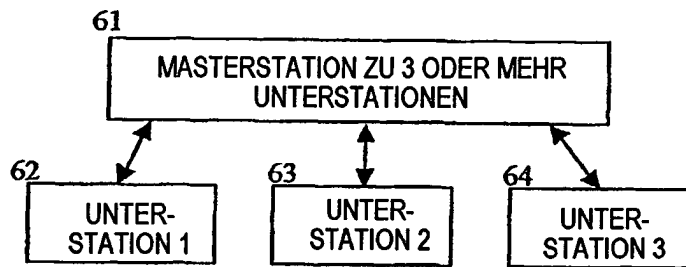 61
MASTERSTATION ZU 3 ODER MEHR
UNTERSTATIONEN
62
UNTER-
STATION 1
63
UNTER-
STATION 2
64
UNTER-
STATION 3